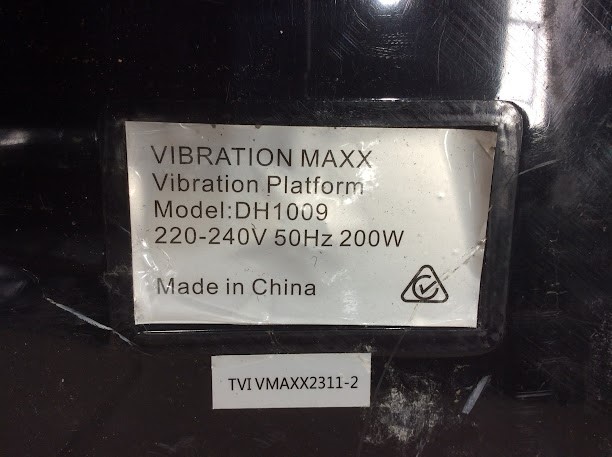 VIBRATION MAXX
Vibration Platform
Model:DH1009
220-240V 50Hz 200W
Made in China
TVI VMAXX2311-2